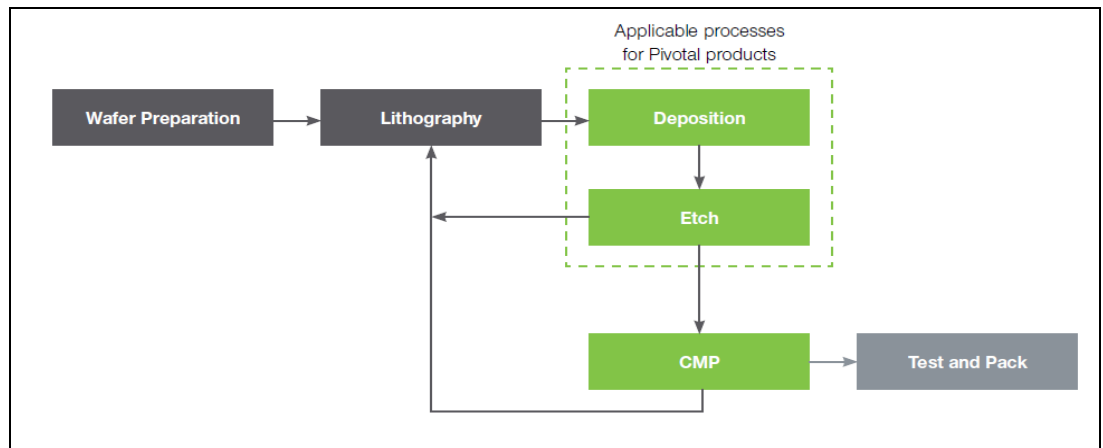 Applicable processes
for Pivotal products
Wafer Preparation
Lithography
Deposition
Etch
CMP
Test and Pack